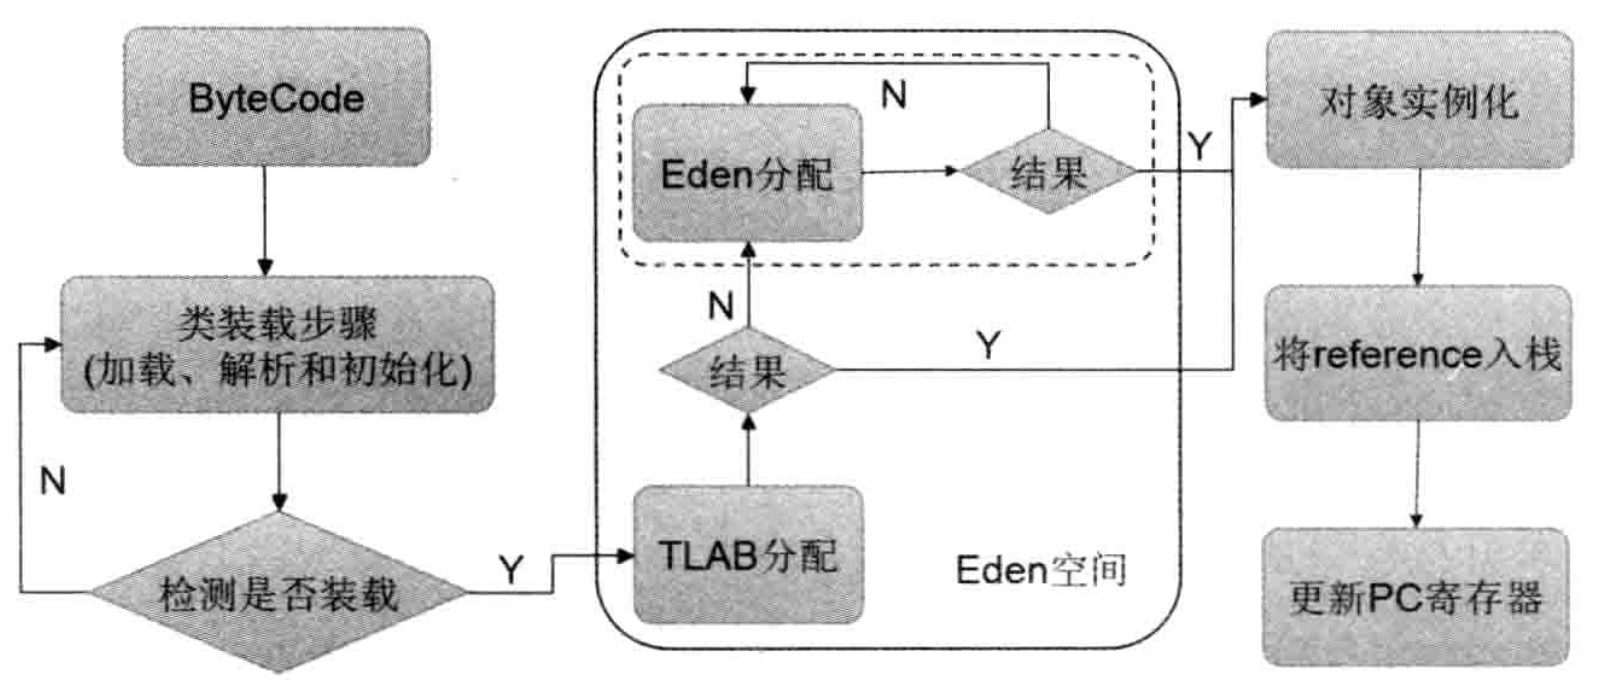 ByteCode
类装载步骤
(加载、解析和初始化)
N
检测是否装载
Y
TLAB分配
结果
N
Y
Eden分配
结果
N
Y
Eden空间
对象实例化
将reference入栈
更新PC寄存器